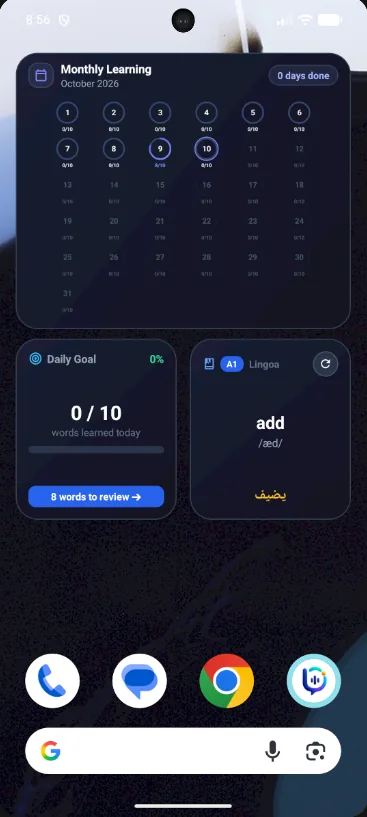 8:56
Monthly Learning
October 2026
0 days done
1 2 3 4 5 6
0/10 0/10 0/10 0/10 0/10 0/10
7 8 9 10 11 12
0/10 0/10 3/10 0/10 0/10 0/10
13 14 15 16 17 18
0/10 0/10 0/10 0/10 0/10 0/10
19 20 21 22 23 24
0/10 0/10 0/10 0/10 0/10 0/10
25 26 27 28 29 30
0/10 0/10 0/10 0/10 0/10 0/10
31
0/10
Daily Goal 0%
0 / 10
words learned today
8 words to review →
A1 Lingoa
add
/æd/
يضيف